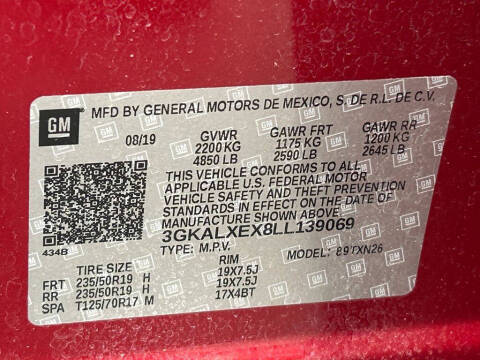 GM
MFD BY GENERAL MOTORS DE MEXICO, S. DE R.L. DE C.V.
08/19 GVWR GAWR FRT GAWR RR
2200 KG 1175 KG 1200 KG
4850 LB 2590 LB 2645 LB
THIS VEHICLE CONFORMS TO ALL
APPLICABLE U.S. FEDERAL MOTOR
VEHICLE SAFETY AND THEFT PREVENTION
STANDARDS IN EFFECT ON THE DATE OF
MANUFACTURE SHOWN ABOVE.
3GKALXEX8LL139069
434B TYPE: M.P.V. MODEL: 89TXN26
TIRE SIZE RIM
FRT 235/50R19 H 19X7.5J
RR 235/50R19 H 19X7.5J
SPA T125/70R17 M 17X4BT